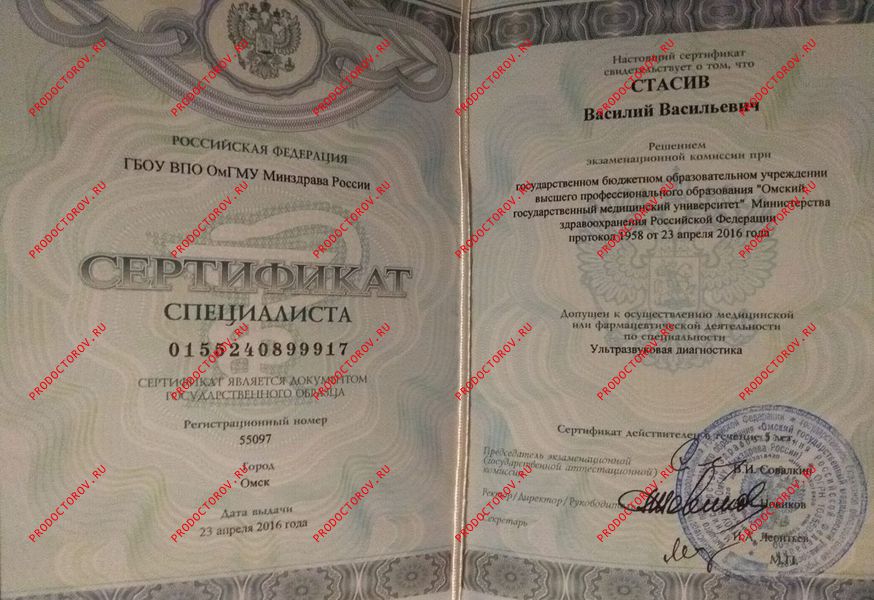 РОССИЙСКАЯ ФЕДЕРАЦИЯ
ГБОУ ВПО ОмГМУ Минздрава России
СЕРТИФИКАТ
СПЕЦИАЛИСТА
0155240899917
СЕРТИФИКАТ ЯВЛЯЕТСЯ ДОКУМЕНТОМ
ГОСУДАРСТВЕННОГО ОБРАЗЦА
Регистрационный номер
55097
Город
Омск
Дата выдачи
23 апреля 2016 года
Настоящий сертификат
свидетельствует о том, что
СТАСИВ
Василий Васильевич
Решением
экзаменационной комиссии при
государственном бюджетном образовательном учреждении
высшего профессионального образования "Омский
государственный медицинский университет" Министерства
здравоохранения Российской Федерации
протокол 1958 от 23 апреля 2016 года
Допущен к осуществлению медицинской
или фармацевтической деятельности
по специальности
Ультразвуковая диагностика
Сертификат действителен в течение 5 лет.
Председатель экзаменационной
(государственной аттестационной)
комиссии
В.И. Совалкин
Ректор/Директор/Руководитель
Новиков
Секретарь
М.П.
PRODOCTOROV.RU